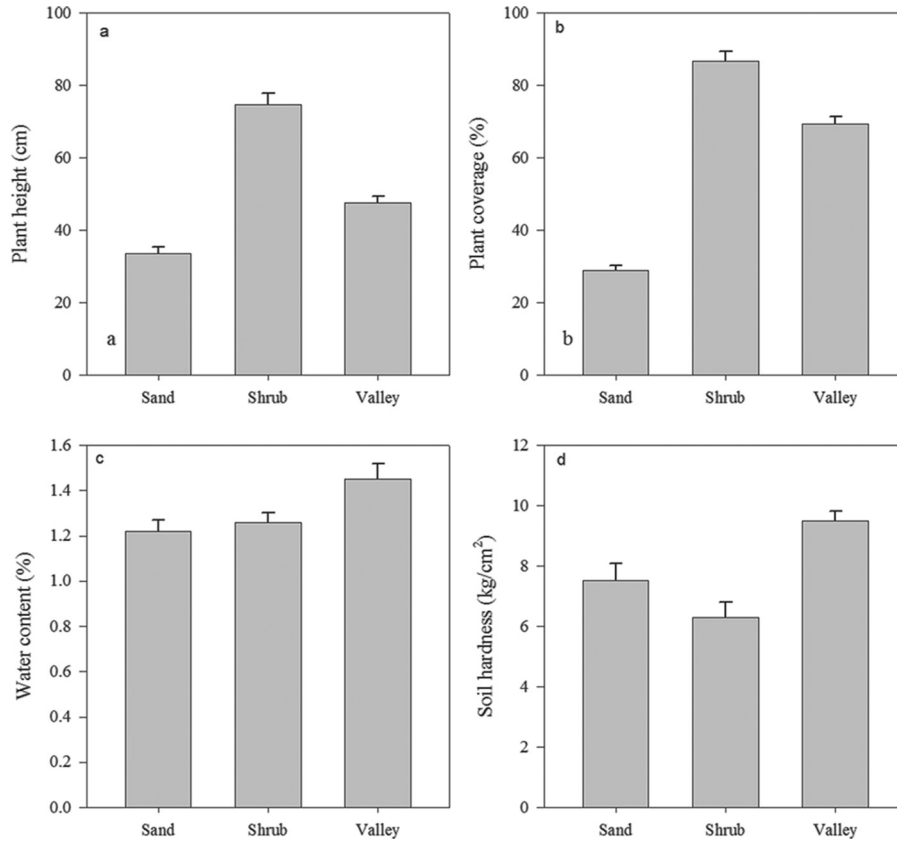 a
100
80
60
40
20
0
Plant height (cm)
a
Sand Shrub Valley
b
100
80
60
40
20
0
Plant coverage (%)
b
Sand Shrub Valley
c
1.6
1.4
1.2
1.0
0.8
0.6
0.4
0.2
0.0
Water content (%)
Sand Shrub Valley
d
12
10
8
6
4
2
0
Soil hardness (kg/cm²)
Sand Shrub Valley